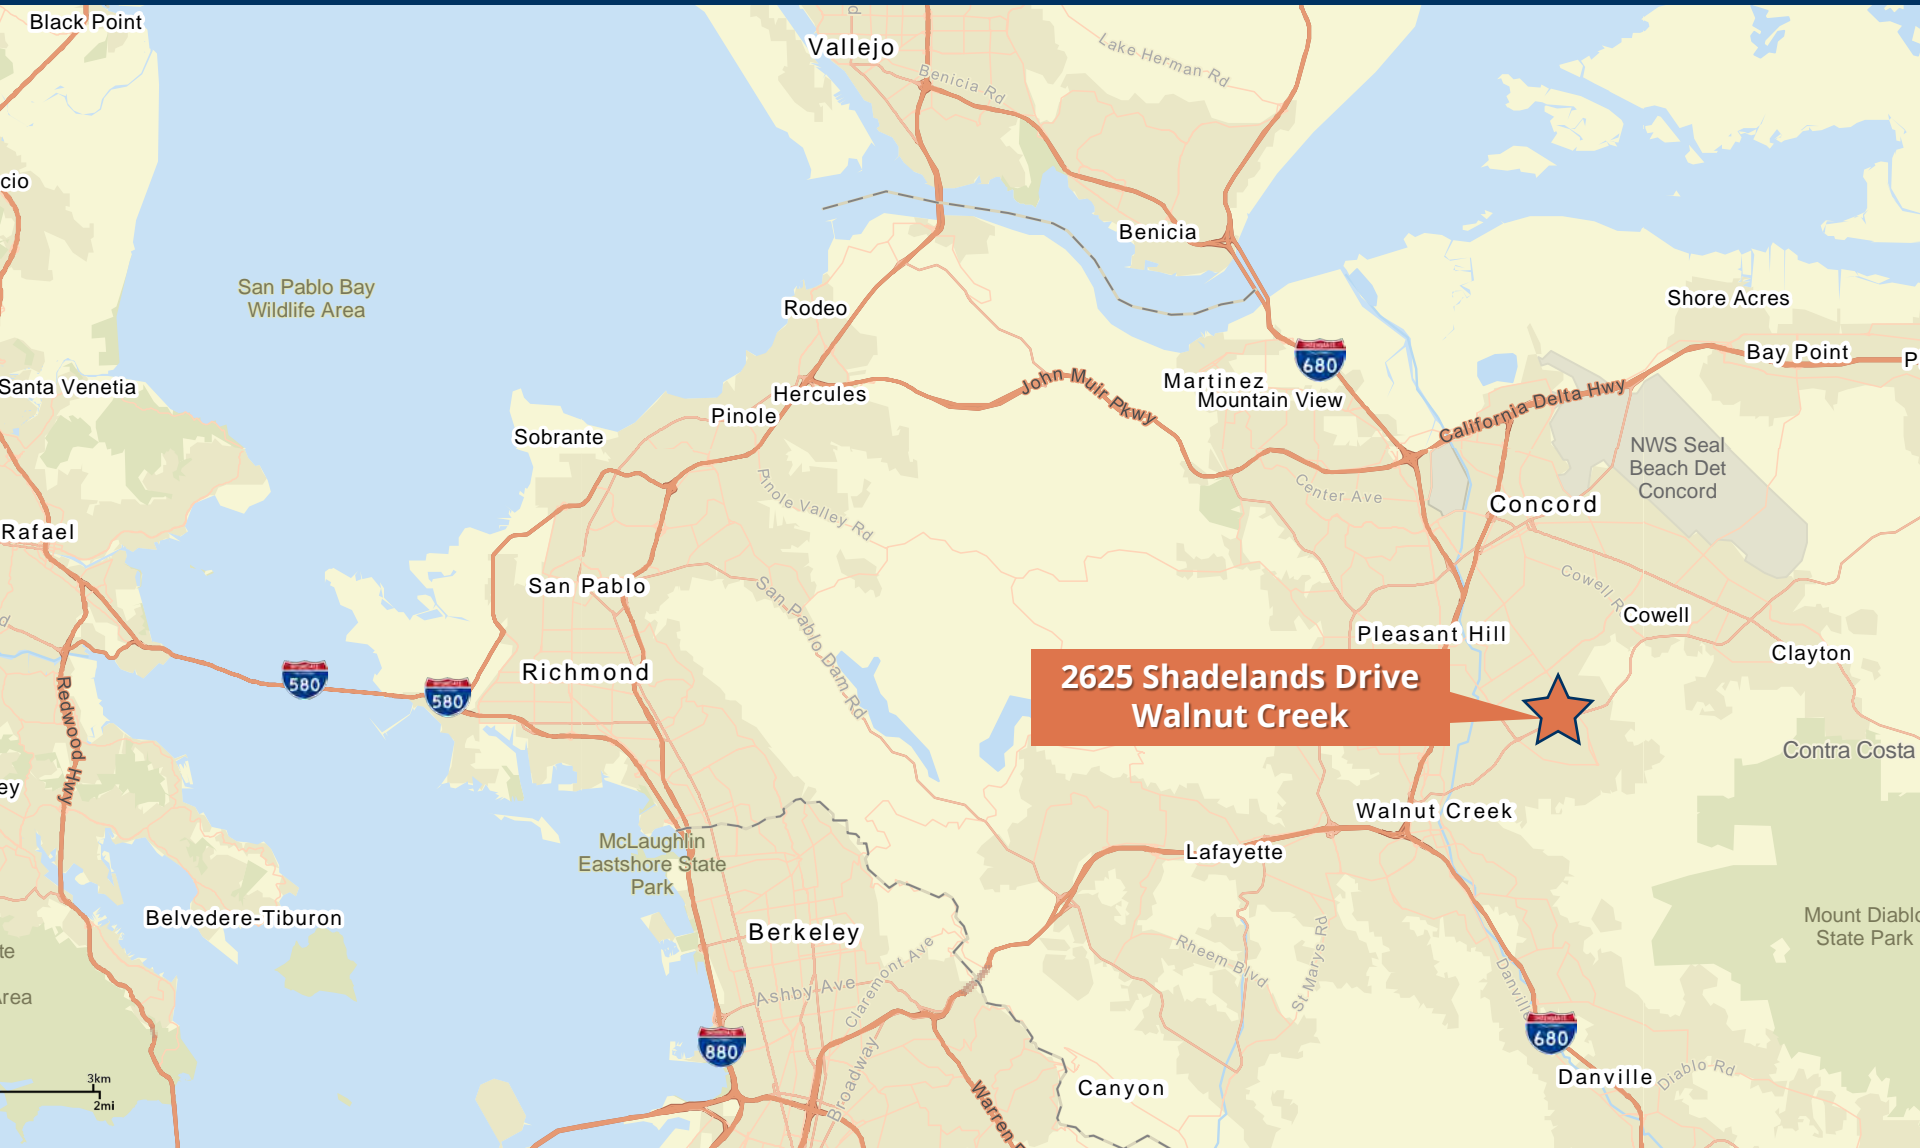 Black Point
Vallejo
Lake Herman Rd
Benicia Rd
cio
Benicia
San Pablo Bay
Wildlife Area
Rodeo
Shore Acres
680
Bay Point
P
Santa Venetia
Martinez
Mountain View
John Muir Pkwy
California Delta Hwy
Hercules
Pinole
Sobrante
NWS Seal
Beach Det
Concord
Center Ave
Pinole Valley Rd
Concord
Rafael
San Pablo
San Pablo Dam Rd
Cowell R
Cowell
Pleasant Hill
Clayton
580
580
Richmond
2625 Shadelands Drive
Walnut Creek
Redwood Hwy
Contra Costa
ey
Walnut Creek
McLaughlin
Eastshore State
Park
Lafayette
Belvedere-Tiburon
Berkeley
Mount Diablo
State Park
te
rea
Claremont Ave
Ashby Ave
Rheem Blvd
St Marys Rd
Danvill
880
680
Broadway
Canyon
Danville
Diablo Rd
Warren
3km
2mi